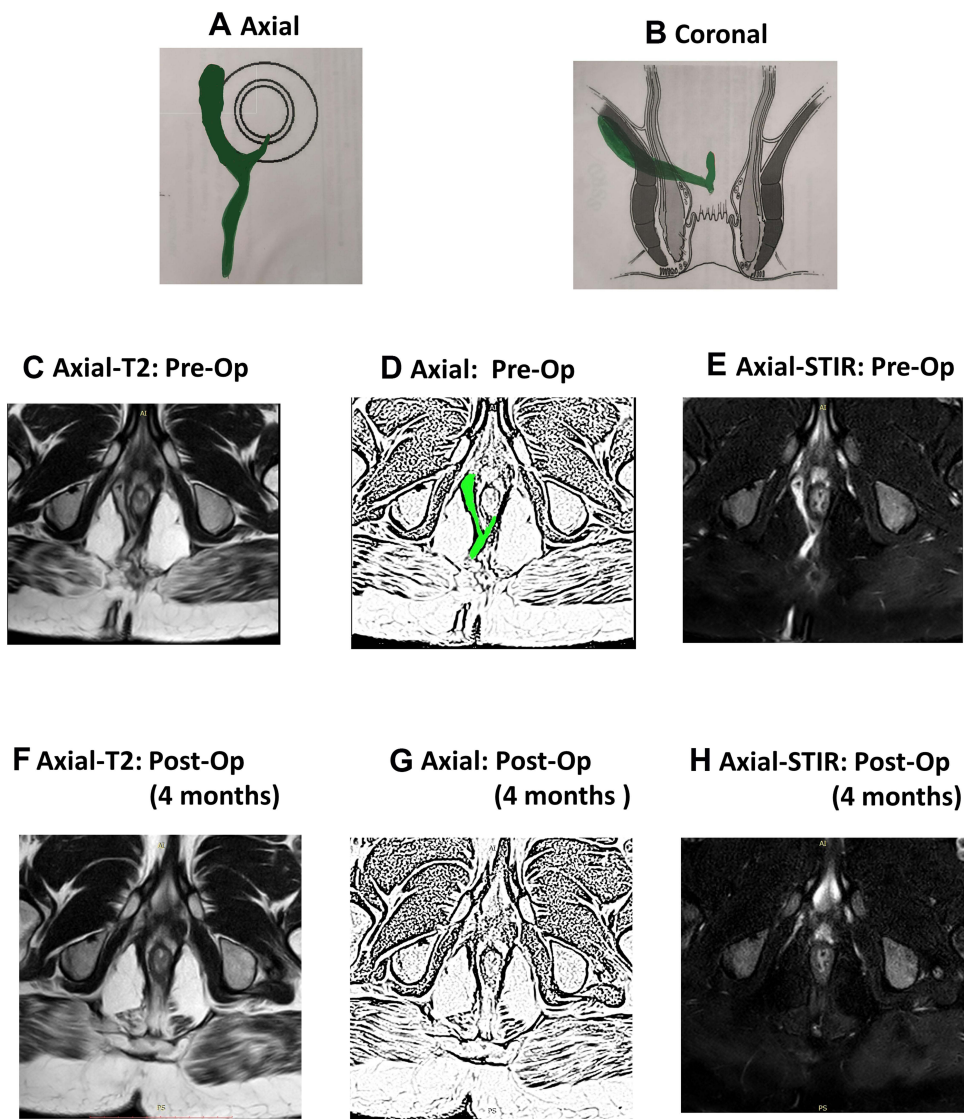 A Axial
B Coronal
C Axial-T2: Pre-Op
D Axial: Pre-Op
E Axial-STIR: Pre-Op
AI
AI
AI
F Axial-T2: Post-Op
(4 months)
G Axial: Post-Op
(4 months )
H Axial-STIR: Post-Op
(4 months)
AI
AI
AI
PS
PS
PS